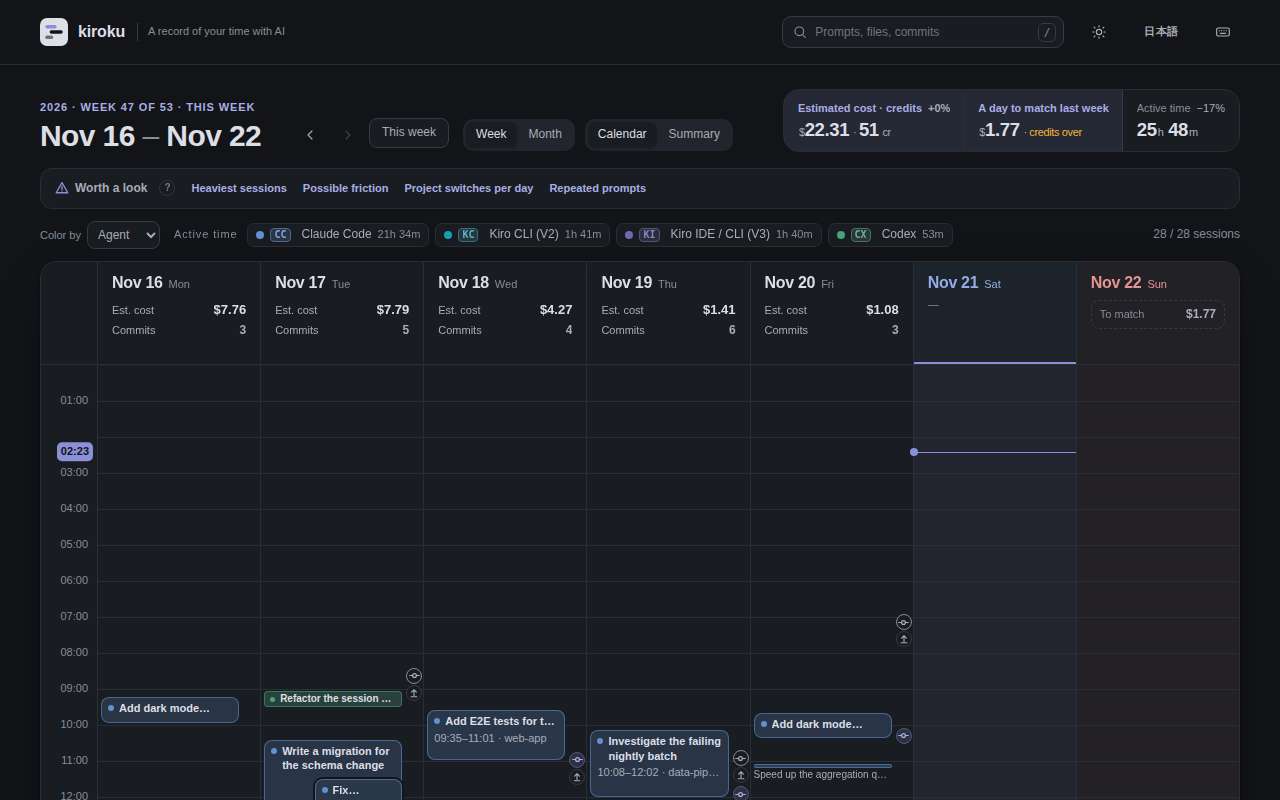 kiroku
A record of your time with AI
Prompts, files, commits
/
日本語
2026 · WEEK 47 OF 53 · THIS WEEK
Nov 16 — Nov 22
This week
Week
Month
Calendar
Summary
Estimated cost · credits +0%
$22.31 · 51 cr
A day to match last week
$1.77 · credits over
Active time −17%
25h 48m
Worth a look
?
Heaviest sessions
Possible friction
Project switches per day
Repeated prompts
Color by
Agent
Active time
CC Claude Code 21h 34m
KC Kiro CLI (V2) 1h 41m
KI Kiro IDE / CLI (V3) 1h 40m
CX Codex 53m
28 / 28 sessions
Nov 16 Mon
Est. cost $7.76
Commits 3
Nov 17 Tue
Est. cost $7.79
Commits 5
Nov 18 Wed
Est. cost $4.27
Commits 4
Nov 19 Thu
Est. cost $1.41
Commits 6
Nov 20 Fri
Est. cost $1.08
Commits 3
Nov 21 Sat
—
Nov 22 Sun
To match $1.77
01:00
02:23
03:00
04:00
05:00
06:00
07:00
08:00
09:00
10:00
11:00
12:00
Add dark mode…
Refactor the session …
Write a migration for
the schema change
Fix…
Add E2E tests for t…
09:35–11:01 · web-app
Investigate the failing
nightly batch
10:08–12:02 · data-pip…
Add dark mode…
Speed up the aggregation q…